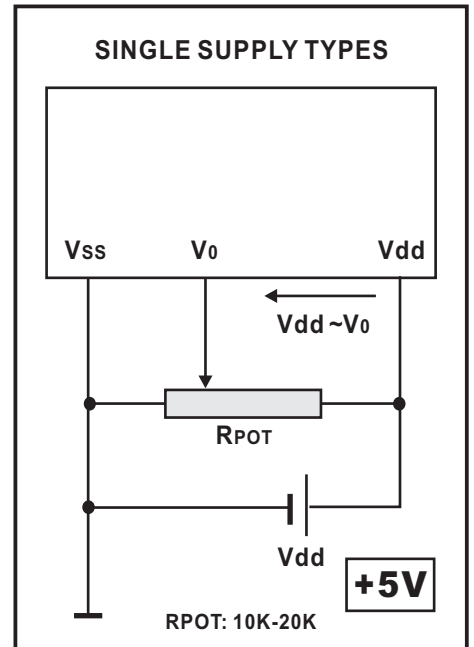 SINGLE SUPPLY TYPES
Vss V0 Vdd
Vdd ~V0
RPOT
Vdd
+5V
RPOT: 10K-20K